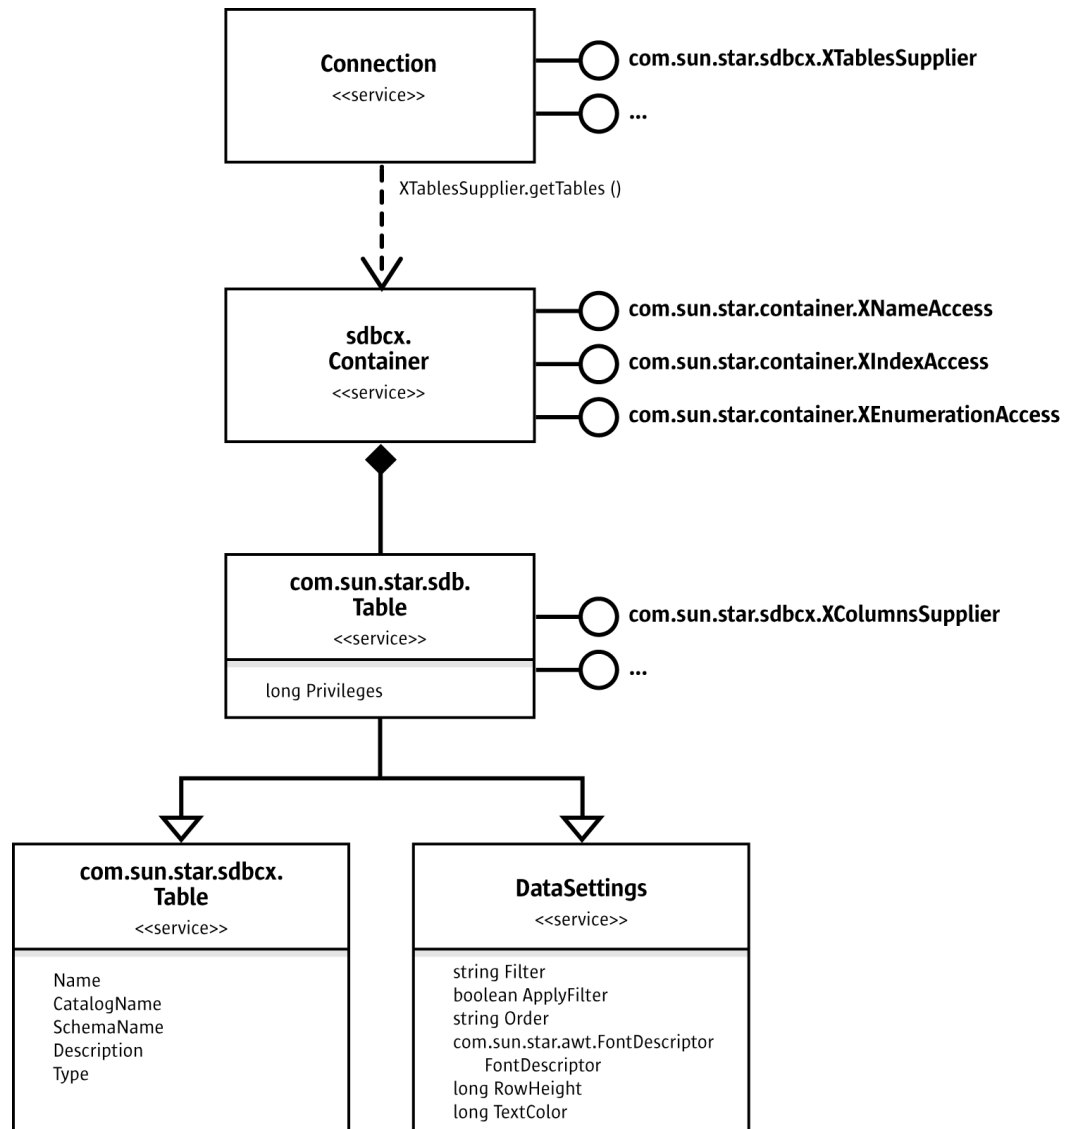 Connection
<<service>>
com.sun.star.sdbcx.XTablesSupplier
...
XTablesSupplier.getTables ()
sdbcx.
Container
<<service>>
com.sun.star.container.XNameAccess
com.sun.star.container.XIndexAccess
com.sun.star.container.XEnumerationAccess
com.sun.star.sdb.
Table
<<service>>
long Privileges
com.sun.star.sdbcx.XColumnsSupplier
...
com.sun.star.sdbcx.
Table
<<service>>
Name
CatalogName
SchemaName
Description
Type
DataSettings
<<service>>
string Filter
boolean ApplyFilter
string Order
com.sun.star.awt.FontDescriptor
FontDescriptor
long RowHeight
long TextColor